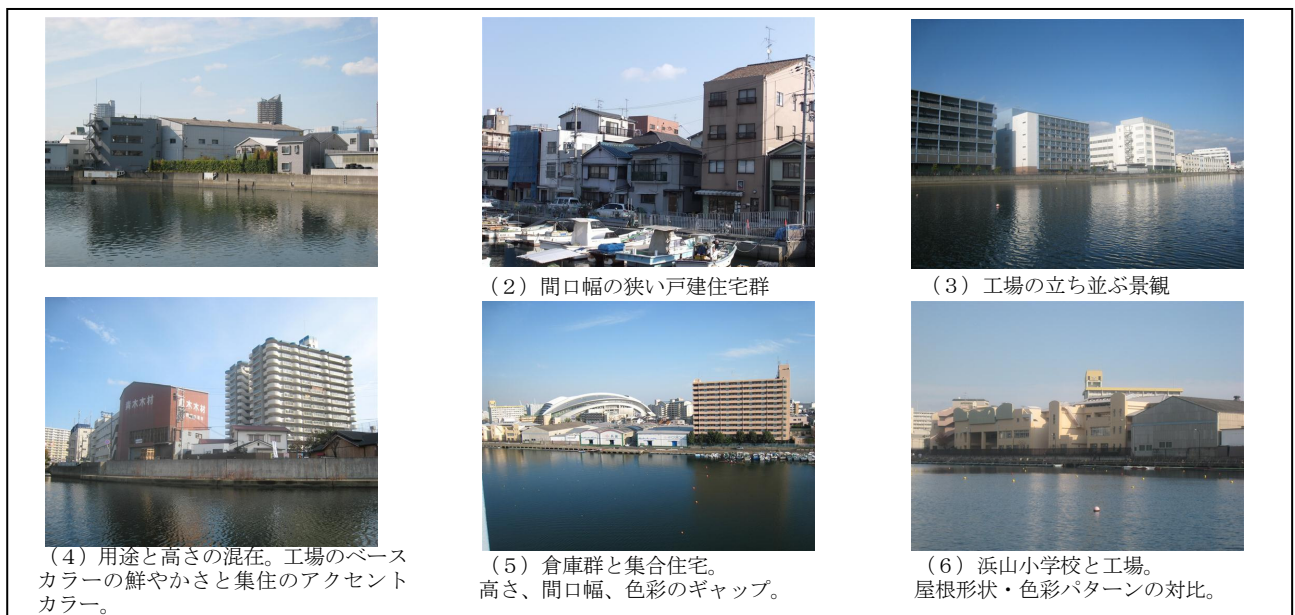 （２）間口幅の狭い戸建住宅群
（３）工場の立ち並ぶ景観
（４）用途と高さの混在。工場のベース
カラーの鮮やかさと集住のアクセント
カラー。
（５）倉庫群と集合住宅。
高さ、間口幅、色彩のギャップ。
（６）浜山小学校と工場。
屋根形状・色彩パターンの対比。